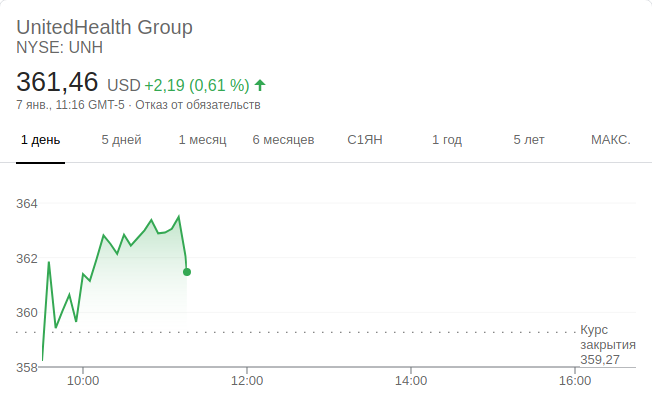 UnitedHealth Group
NYSE: UNH
361,46 USD +2,19 (0,61 %)
7 янв., 11:16 GMT-5 · Отказ от обязательств
1 день 5 дней 1 месяц 6 месяцев С1ЯН 1 год 5 лет МАКС.
364
362
360
Курс
закрытия
359,27
358
10:00 12:00 14:00 16:00